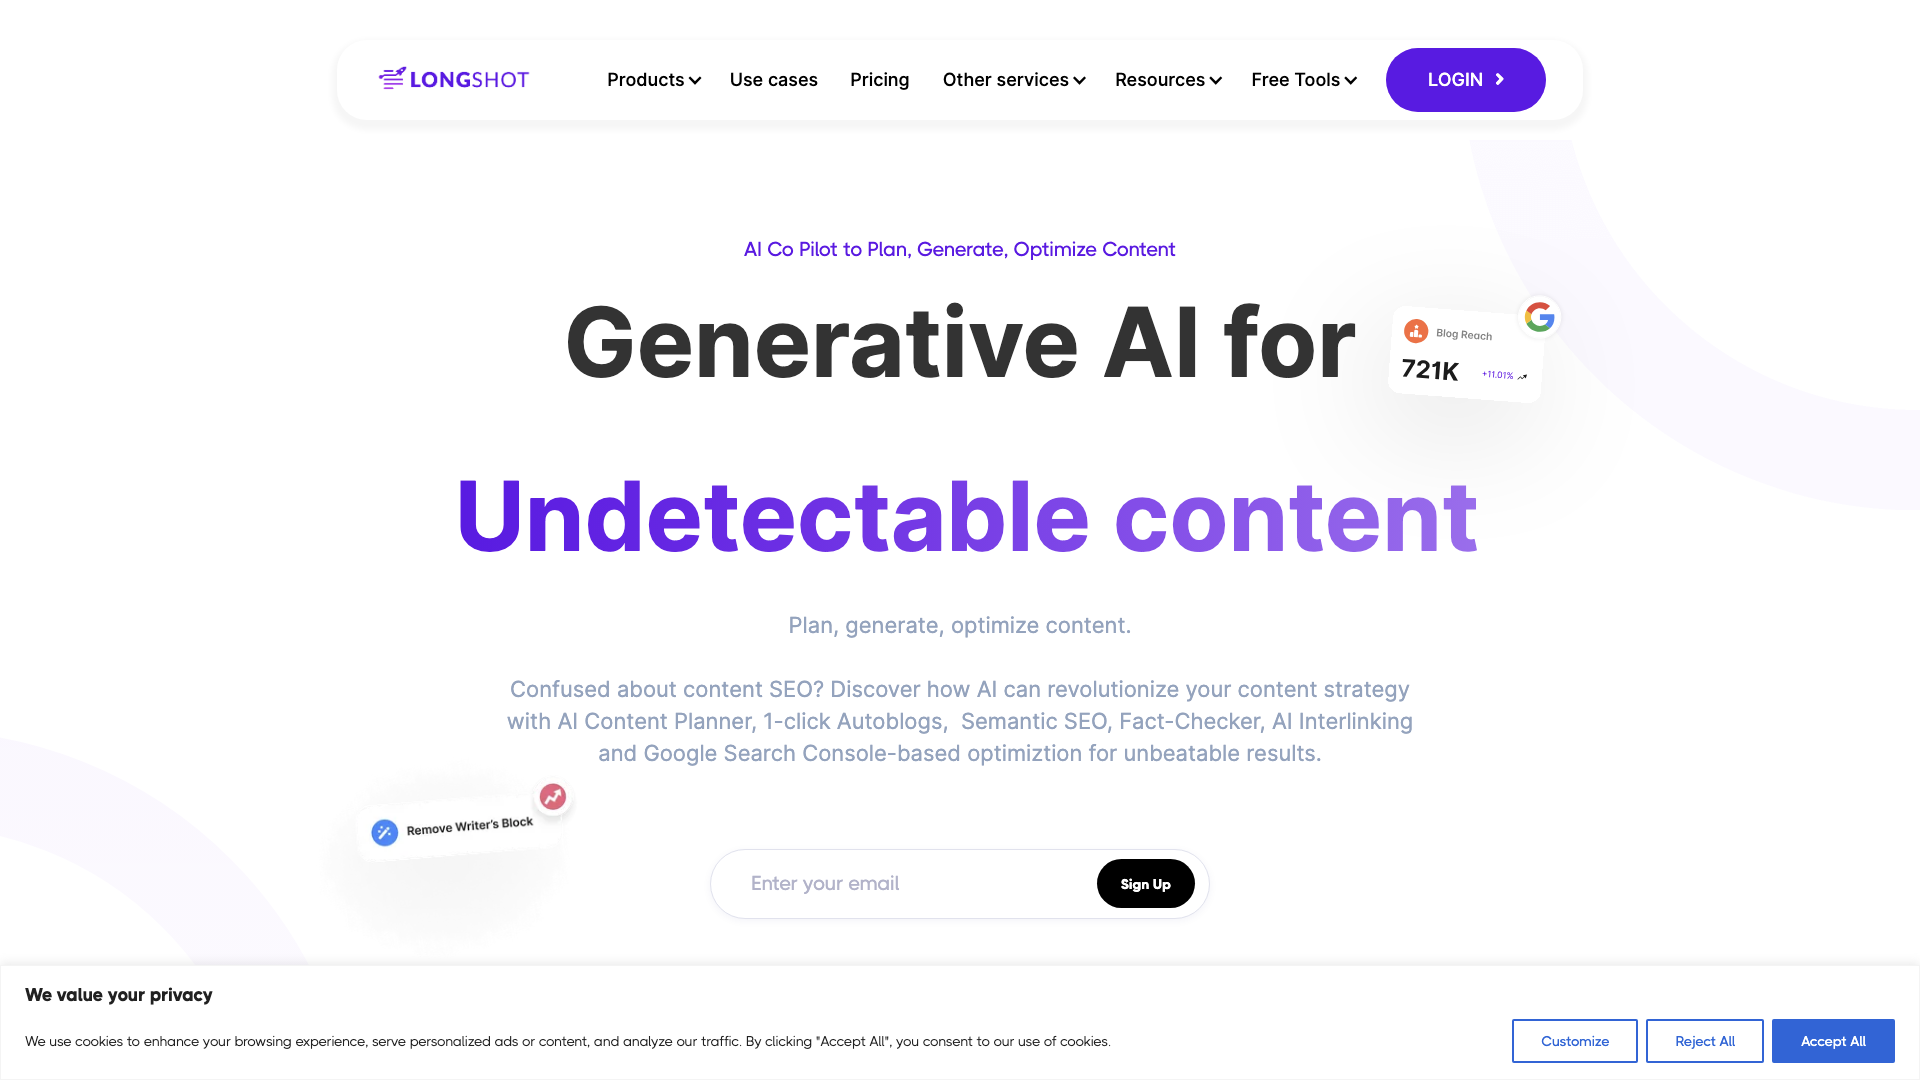 LONGSHOT
Products
Use cases
Pricing
Other services
Resources
Free Tools
LOGIN
AI Co Pilot to Plan, Generate, Optimize Content
Generative AI for
Blog Reach
721K
+11.01%
Undetectable content
Plan, generate, optimize content.
Confused about content SEO? Discover how AI can revolutionize your content strategy
with AI Content Planner, 1-click Autoblogs, Semantic SEO, Fact-Checker, AI Interlinking
and Google Search Console-based optimiztion for unbeatable results.
Remove Writer's Block
Enter your email
Sign Up
We value your privacy
We use cookies to enhance your browsing experience, serve personalized ads or content, and analyze our traffic. By clicking "Accept All", you consent to our use of cookies.
Customize
Reject All
Accept All